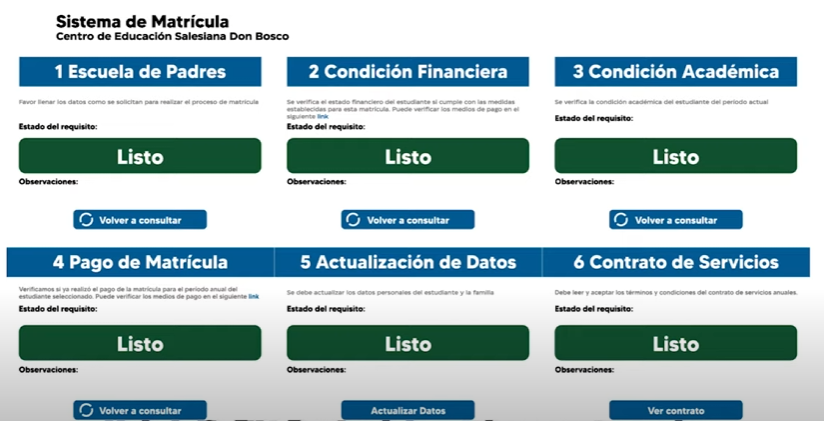 Sistema de Matrícula
Centro de Educación Salesiana Don Bosco
1 Escuela de Padres
Favor llenar los datos como se solicitan para realizar el proceso de matrícula
Estado del requisito:
Listo
Observaciones:
Volver a consultar
2 Condición Financiera
Se verifica el estado financiero del estudiante si cumple con las medidas
establecidas para esta matrícula. Puede verificar los medios de pago en el
siguiente link
Estado del requisito:
Listo
Observaciones:
Volver a consultar
3 Condición Académica
Se verifica la condición académica del estudiante del periodo actual
Estado del requisito:
Listo
Observaciones:
Volver a consultar
4 Pago de Matrícula
Verificamos si ya realizó el pago de la matrícula para el periodo anual del
estudiante seleccionado. Puede verificar los medios de pago en el siguiente link
Estado del requisito:
Listo
Observaciones:
Volver a consultar
5 Actualización de Datos
Se debe actualizar los datos personales del estudiante y la familia
Estado del requisito:
Listo
Observaciones:
Actualizar Datos
6 Contrato de Servicios
Debe leer y aceptar los términos y condiciones del contrato de servicios anuales.
Estado del requisito:
Listo
Observaciones:
Ver contrato